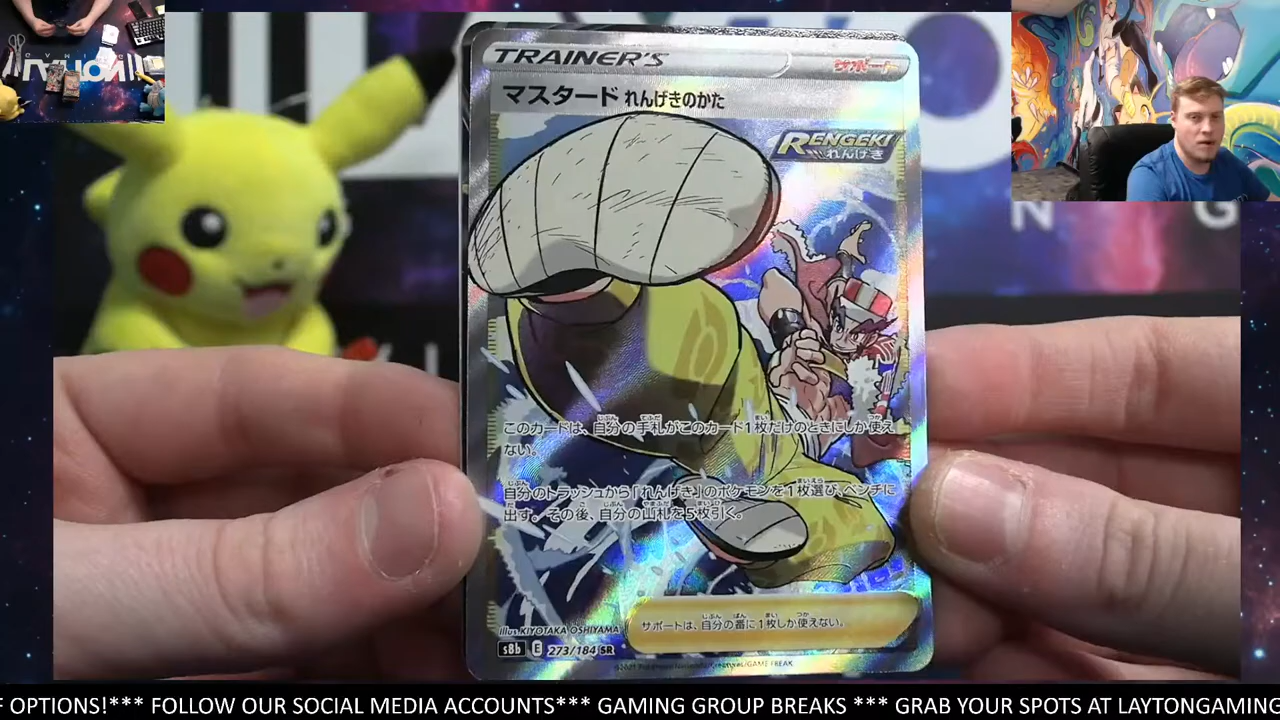 TRAINER'S サポート
マスタード れんげきのかた
RENGEKI
れんげき
N G
このカードは、自分の手札がこのカード1枚だけのときにしか使え
ない。
自分のトラッシュから「れんげき」のポケモンを1枚選び、ベンチに
出す。その後、自分の山札を5枚引く。
サポートは、自分の番に1枚しか使えない。
Illus. KIYOTAKA OSHIYAMA
s8b E 273/184 SR
F OPTIONS!*** FOLLOW OUR SOCIAL MEDIA ACCOUNTS*** GAMING GROUP BREAKS *** GRAB YOUR SPOTS AT LAYTONGAMING